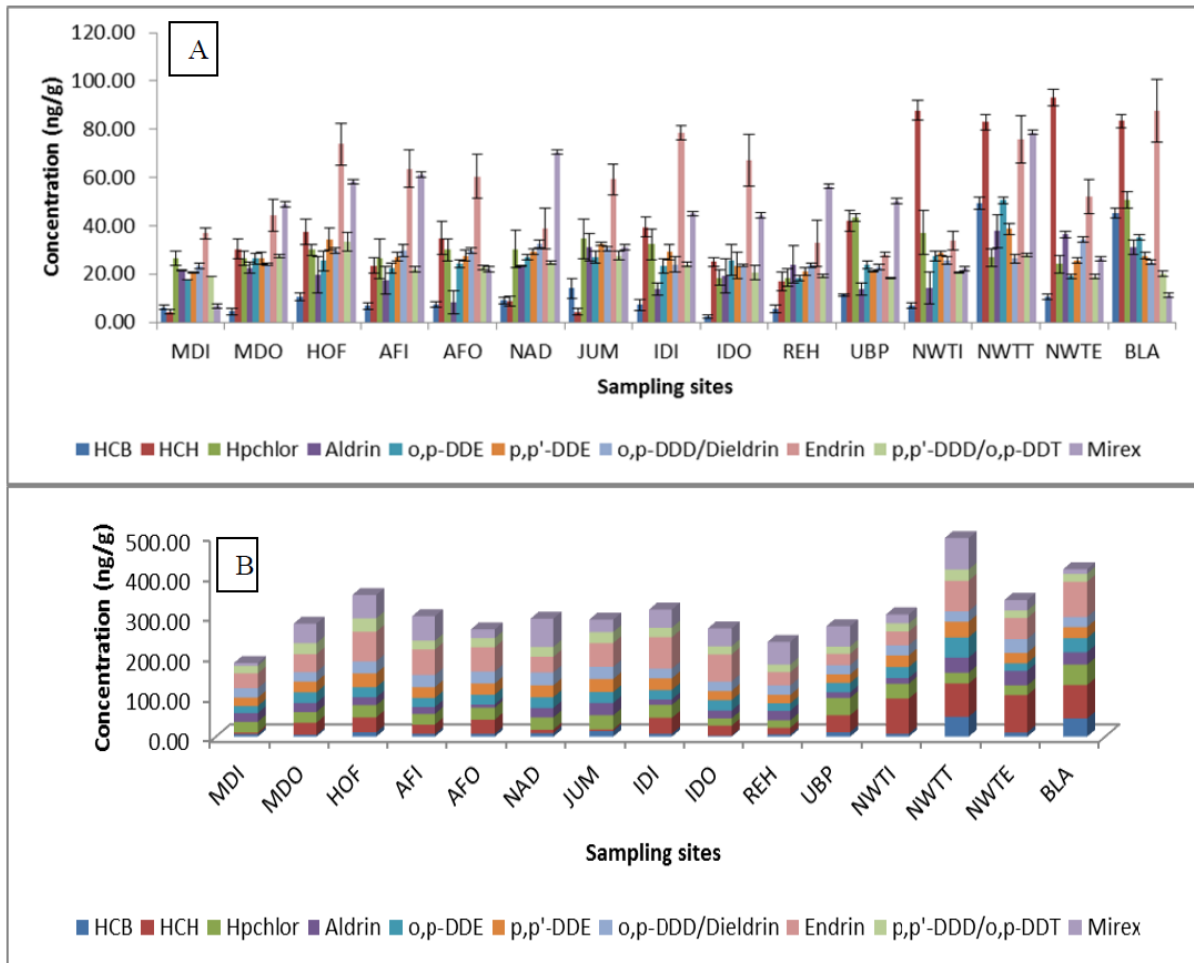 A
120.00
100.00
80.00
60.00
40.00
20.00
0.00
Concentration (ng/g)
MDI MDO HOF AFI AFO NAD JUM IDI IDO REH UBP NWTI NWTT NWTE BLA
Sampling sites
HCB HCH Hpchlor Aldrin o,p-DDE p,p'-DDE o,p-DDD/Dieldrin Endrin p,p'-DDD/o,p-DDT Mirex
B
500.00
400.00
300.00
200.00
100.00
0.00
Concentration (ng/g)
MDI MDO HOF AFI AFO NAD JUM IDI IDO REH UBP NWTI NWTT NWTE BLA
Sampling sites
HCB HCH Hpchlor Aldrin o,p-DDE p,p'-DDE o,p-DDD/Dieldrin Endrin p,p'-DDD/o,p-DDT Mirex